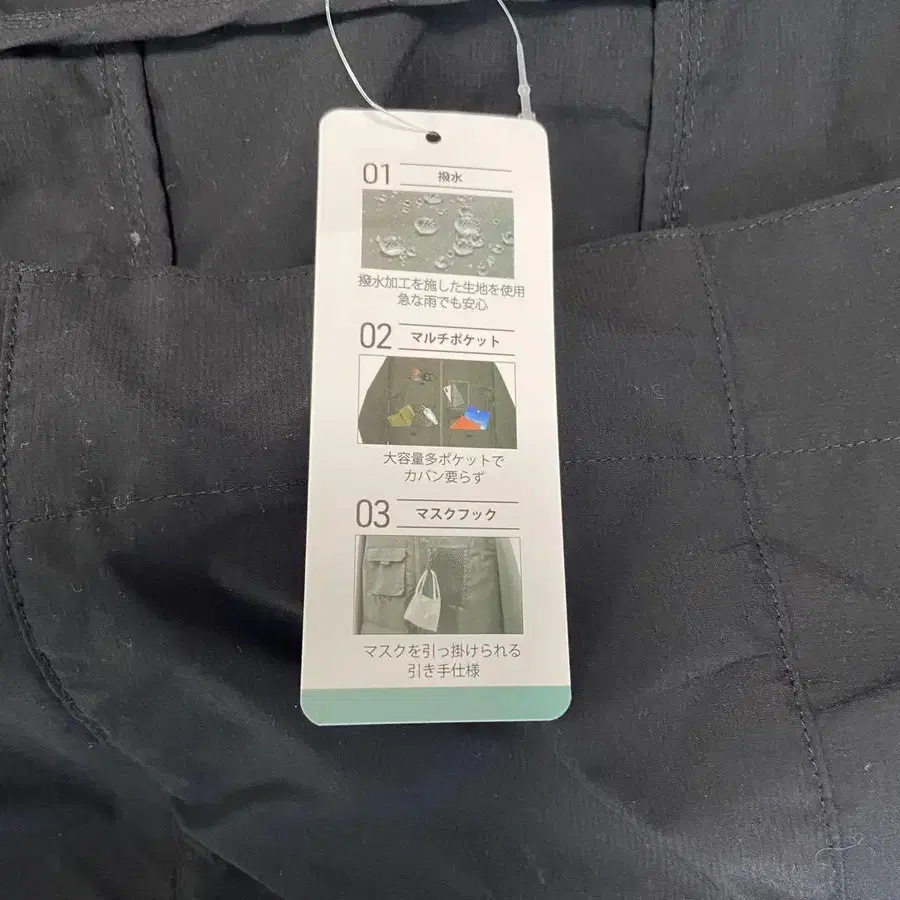 01 撥水
撥水加工を施した生地を使用
急な雨でも安心
02 マルチポケット
大容量多ポケットで
カバン要らず
03 マスクフック
マスクを引っ掛けられる
引き手仕様